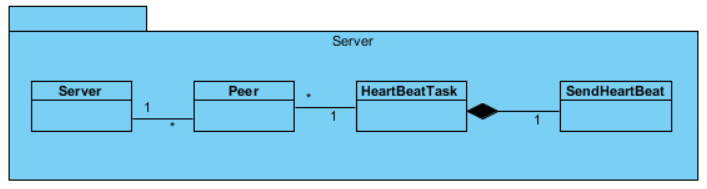 Server
Server
Peer
HeartBeatTask
SendHeartBeat
1
*
*
1
1